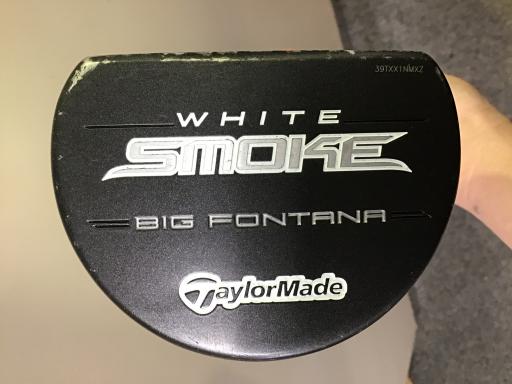 39TXX1NMXZ
WHITE
SMOKE
BIG FONTANA
TaylorMade